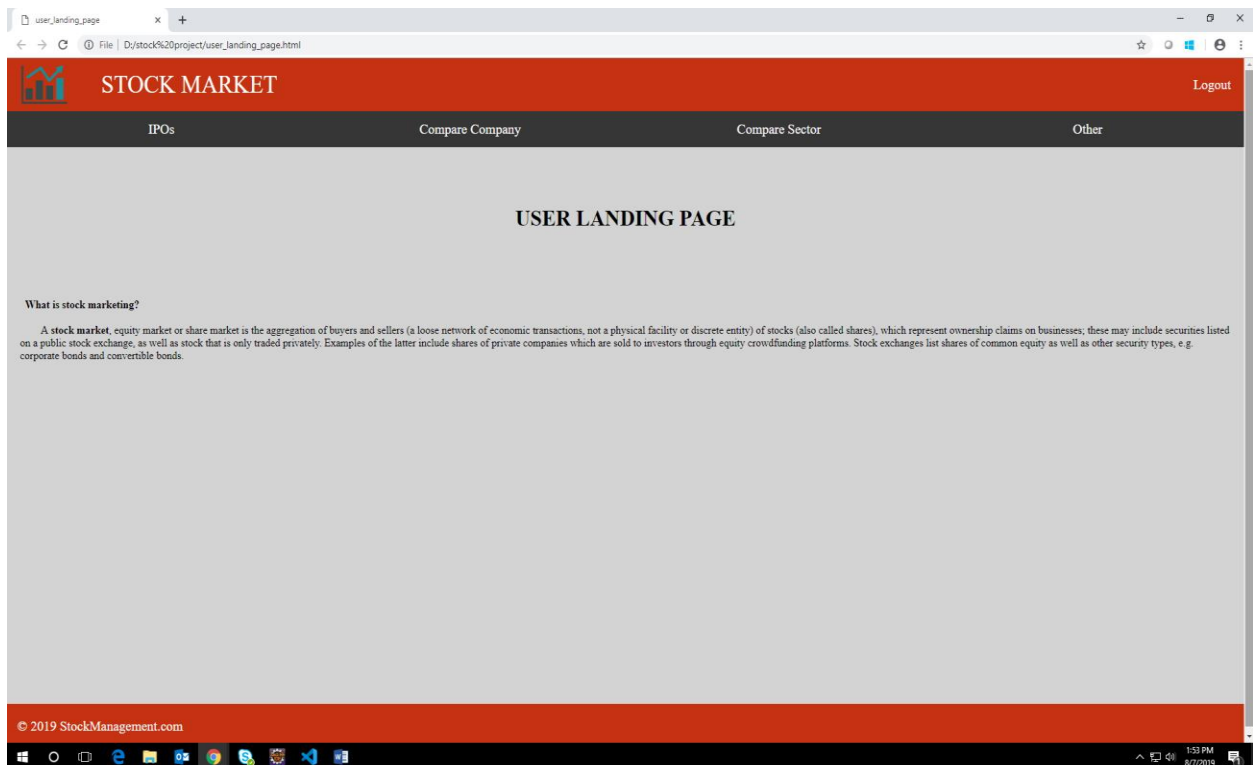 user_landing_page
File | D:/stock%20project/user_landing_page.html
STOCK MARKET
Logout
IPOs Compare Company Compare Sector Other
USER LANDING PAGE
What is stock marketing?
A stock market, equity market or share market is the aggregation of buyers and sellers (a loose network of economic transactions, not a physical facility or discrete entity) of stocks (also called shares), which represent ownership claims on businesses; these may include securities listed
on a public stock exchange, as well as stock that is only traded privately. Examples of the latter include shares of private companies which are sold to investors through equity crowdfunding platforms. Stock exchanges list shares of common equity as well as other security types, e.g.
corporate bonds and convertible bonds.
© 2019 StockManagement.com
1:53 PM
8/7/2019